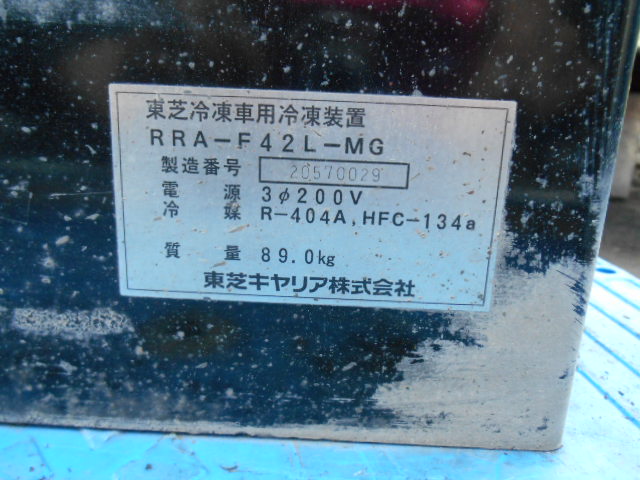 東芝冷凍車用冷凍装置
RRA-F42L-MG
製造番号 20570029
電源 3φ200V
冷媒 R-404A,HFC-134a
質量 89.0kg
東芝キヤリア株式会社